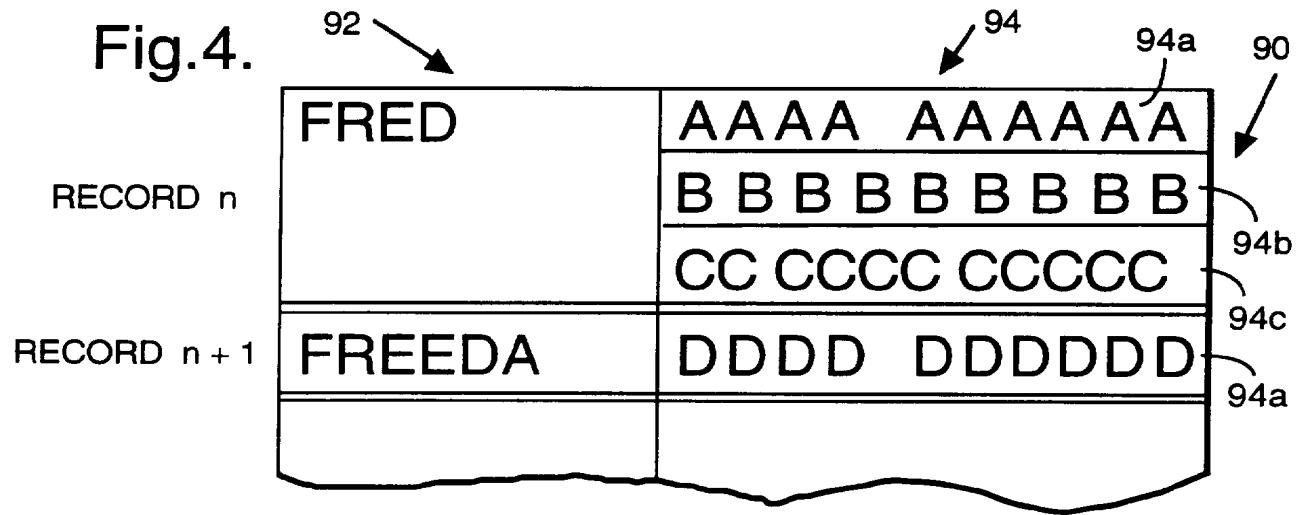 Fig.4.
92
94
94a
90
FRED
AAAA AAAAAA
RECORD n
B B B B B B B B B
94b
CC CCCC CCCCC
94c
RECORD n + 1
FREEDA
DDDD DDDDDD
94a